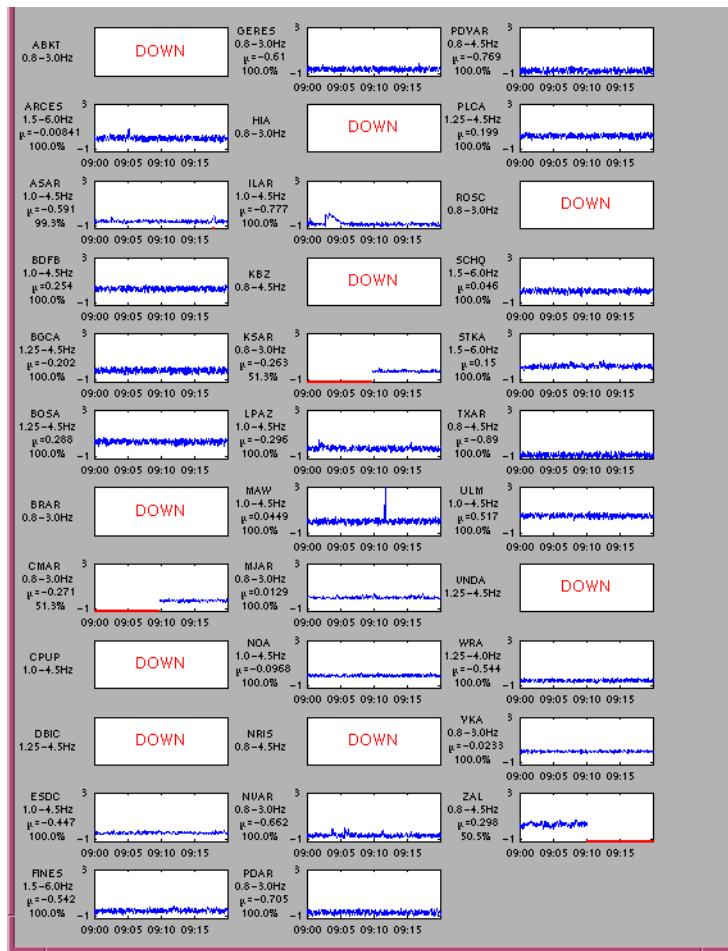 ABKT
0.8-3.0Hz
DOWN
ARCES
1.5-6.0Hz
μ=-0.00841
100.0%
3
-1
09:00 09:05 09:10 09:15
ASAR
1.0-4.5Hz
μ=-0.591
99.3%
3
-1
09:00 09:05 09:10 09:15
BDFB
1.0-4.5Hz
μ=0.254
100.0%
3
-1
09:00 09:05 09:10 09:15
BGCA
1.25-4.5Hz
μ=-0.202
100.0%
3
-1
09:00 09:05 09:10 09:15
BOSA
1.25-4.5Hz
μ=0.288
100.0%
3
-1
09:00 09:05 09:10 09:15
BRAR
0.8-3.0Hz
DOWN
CMAR
0.8-3.0Hz
μ=-0.271
51.3%
3
-1
09:00 09:05 09:10 09:15
CPUP
1.0-4.5Hz
DOWN
DBIC
1.25-4.5Hz
DOWN
ESDC
1.0-4.5Hz
μ=-0.447
100.0%
3
-1
09:00 09:05 09:10 09:15
FINES
1.5-6.0Hz
μ=-0.542
100.0%
3
-1
09:00 09:05 09:10 09:15
GERES
0.8-3.0Hz
μ=-0.61
100.0%
3
-1
09:00 09:05 09:10 09:15
HIA
0.8-3.0Hz
DOWN
ILAR
1.0-4.5Hz
μ=-0.777
100.0%
3
-1
09:00 09:05 09:10 09:15
KBZ
0.8-4.5Hz
DOWN
KSAR
0.8-3.0Hz
μ=-0.263
51.3%
3
-1
09:00 09:05 09:10 09:15
LPAZ
1.0-4.5Hz
μ=-0.296
100.0%
3
-1
09:00 09:05 09:10 09:15
MAW
1.0-4.5Hz
μ=0.0449
100.0%
3
-1
09:00 09:05 09:10 09:15
MJAR
0.8-3.0Hz
μ=0.0129
100.0%
3
-1
09:00 09:05 09:10 09:15
NOA
1.0-4.5Hz
μ=-0.0968
100.0%
3
-1
09:00 09:05 09:10 09:15
NRIS
0.8-4.5Hz
DOWN
NVAR
0.8-3.0Hz
μ=-0.662
100.0%
3
-1
09:00 09:05 09:10 09:15
PDAR
0.8-3.0Hz
μ=-0.705
100.0%
3
-1
09:00 09:05 09:10 09:15
PDYAR
0.8-4.5Hz
μ=-0.769
100.0%
3
-1
09:00 09:05 09:10 09:15
PLCA
1.25-4.5Hz
μ=0.199
100.0%
3
-1
09:00 09:05 09:10 09:15
ROSC
0.8-3.0Hz
DOWN
SCHQ
1.5-6.0Hz
μ=0.046
100.0%
3
-1
09:00 09:05 09:10 09:15
STKA
1.5-6.0Hz
μ=0.15
100.0%
3
-1
09:00 09:05 09:10 09:15
TXAR
0.8-4.5Hz
μ=-0.89
100.0%
3
-1
09:00 09:05 09:10 09:15
ULM
1.0-4.5Hz
μ=0.517
100.0%
3
-1
09:00 09:05 09:10 09:15
VNDA
1.25-4.5Hz
DOWN
WRA
1.25-4.0Hz
μ=-0.544
100.0%
3
-1
09:00 09:05 09:10 09:15
YKA
0.8-3.0Hz
μ=-0.0233
100.0%
3
-1
09:00 09:05 09:10 09:15
ZAL
0.8-4.5Hz
μ=0.298
50.5%
3
-1
09:00 09:05 09:10 09:15